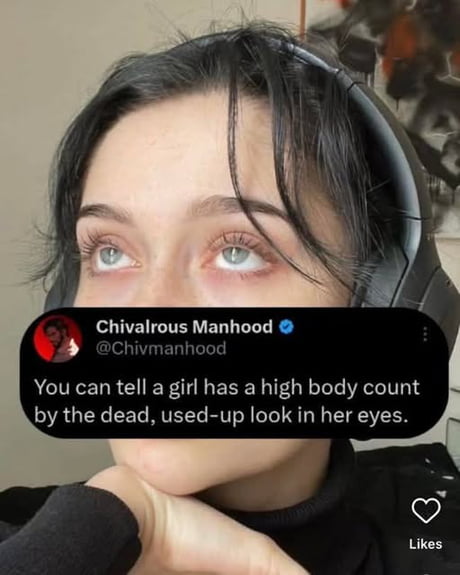 Chivalrous Manhood
@Chivmanhood
You can tell a girl has a high body count
by the dead, used-up look in her eyes.
Likes